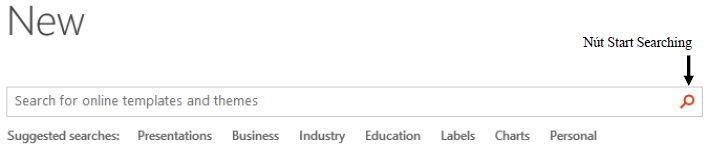 New
Nút Start Searching
Search for online templates and themes
Suggested searches: Presentations Business Industry Education Labels Charts Personal